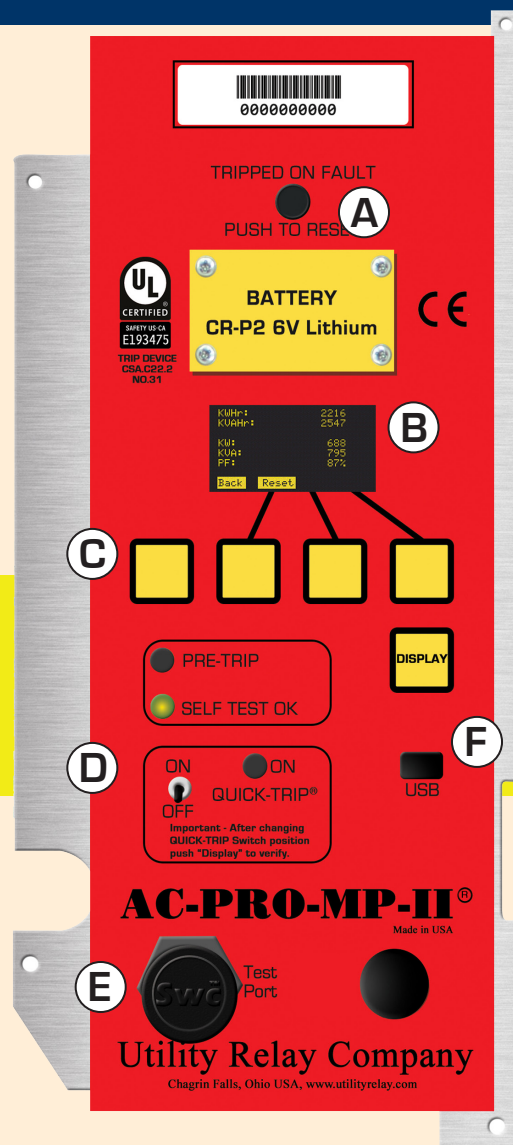 0000000000
TRIPPED ON FAULT
A
PUSH TO RESE
UL
®
CERTIFIED
SAFETY US-CA
E193475
TRIP DEVICE
CSA.C22.2
NO.31
BATTERY
CR-P2 6V Lithium
CE
KWHr: 2216
KVAHr: 2547
KW: 688
KVA: 795
PF: 87%
Back Reset
B
C
DISPLAY
PRE-TRIP
SELF TEST OK
D
ON
OFF
ON
QUICK-TRIP®
Important - After changing
QUICK-TRIP Switch position
push "Display" to verify.
F
USB
AC-PRO-MP-II®
Made in USA
E
Swc
Test
Port
Utility Relay Company
Chagrin Falls, Ohio USA, www.utilityrelay.com